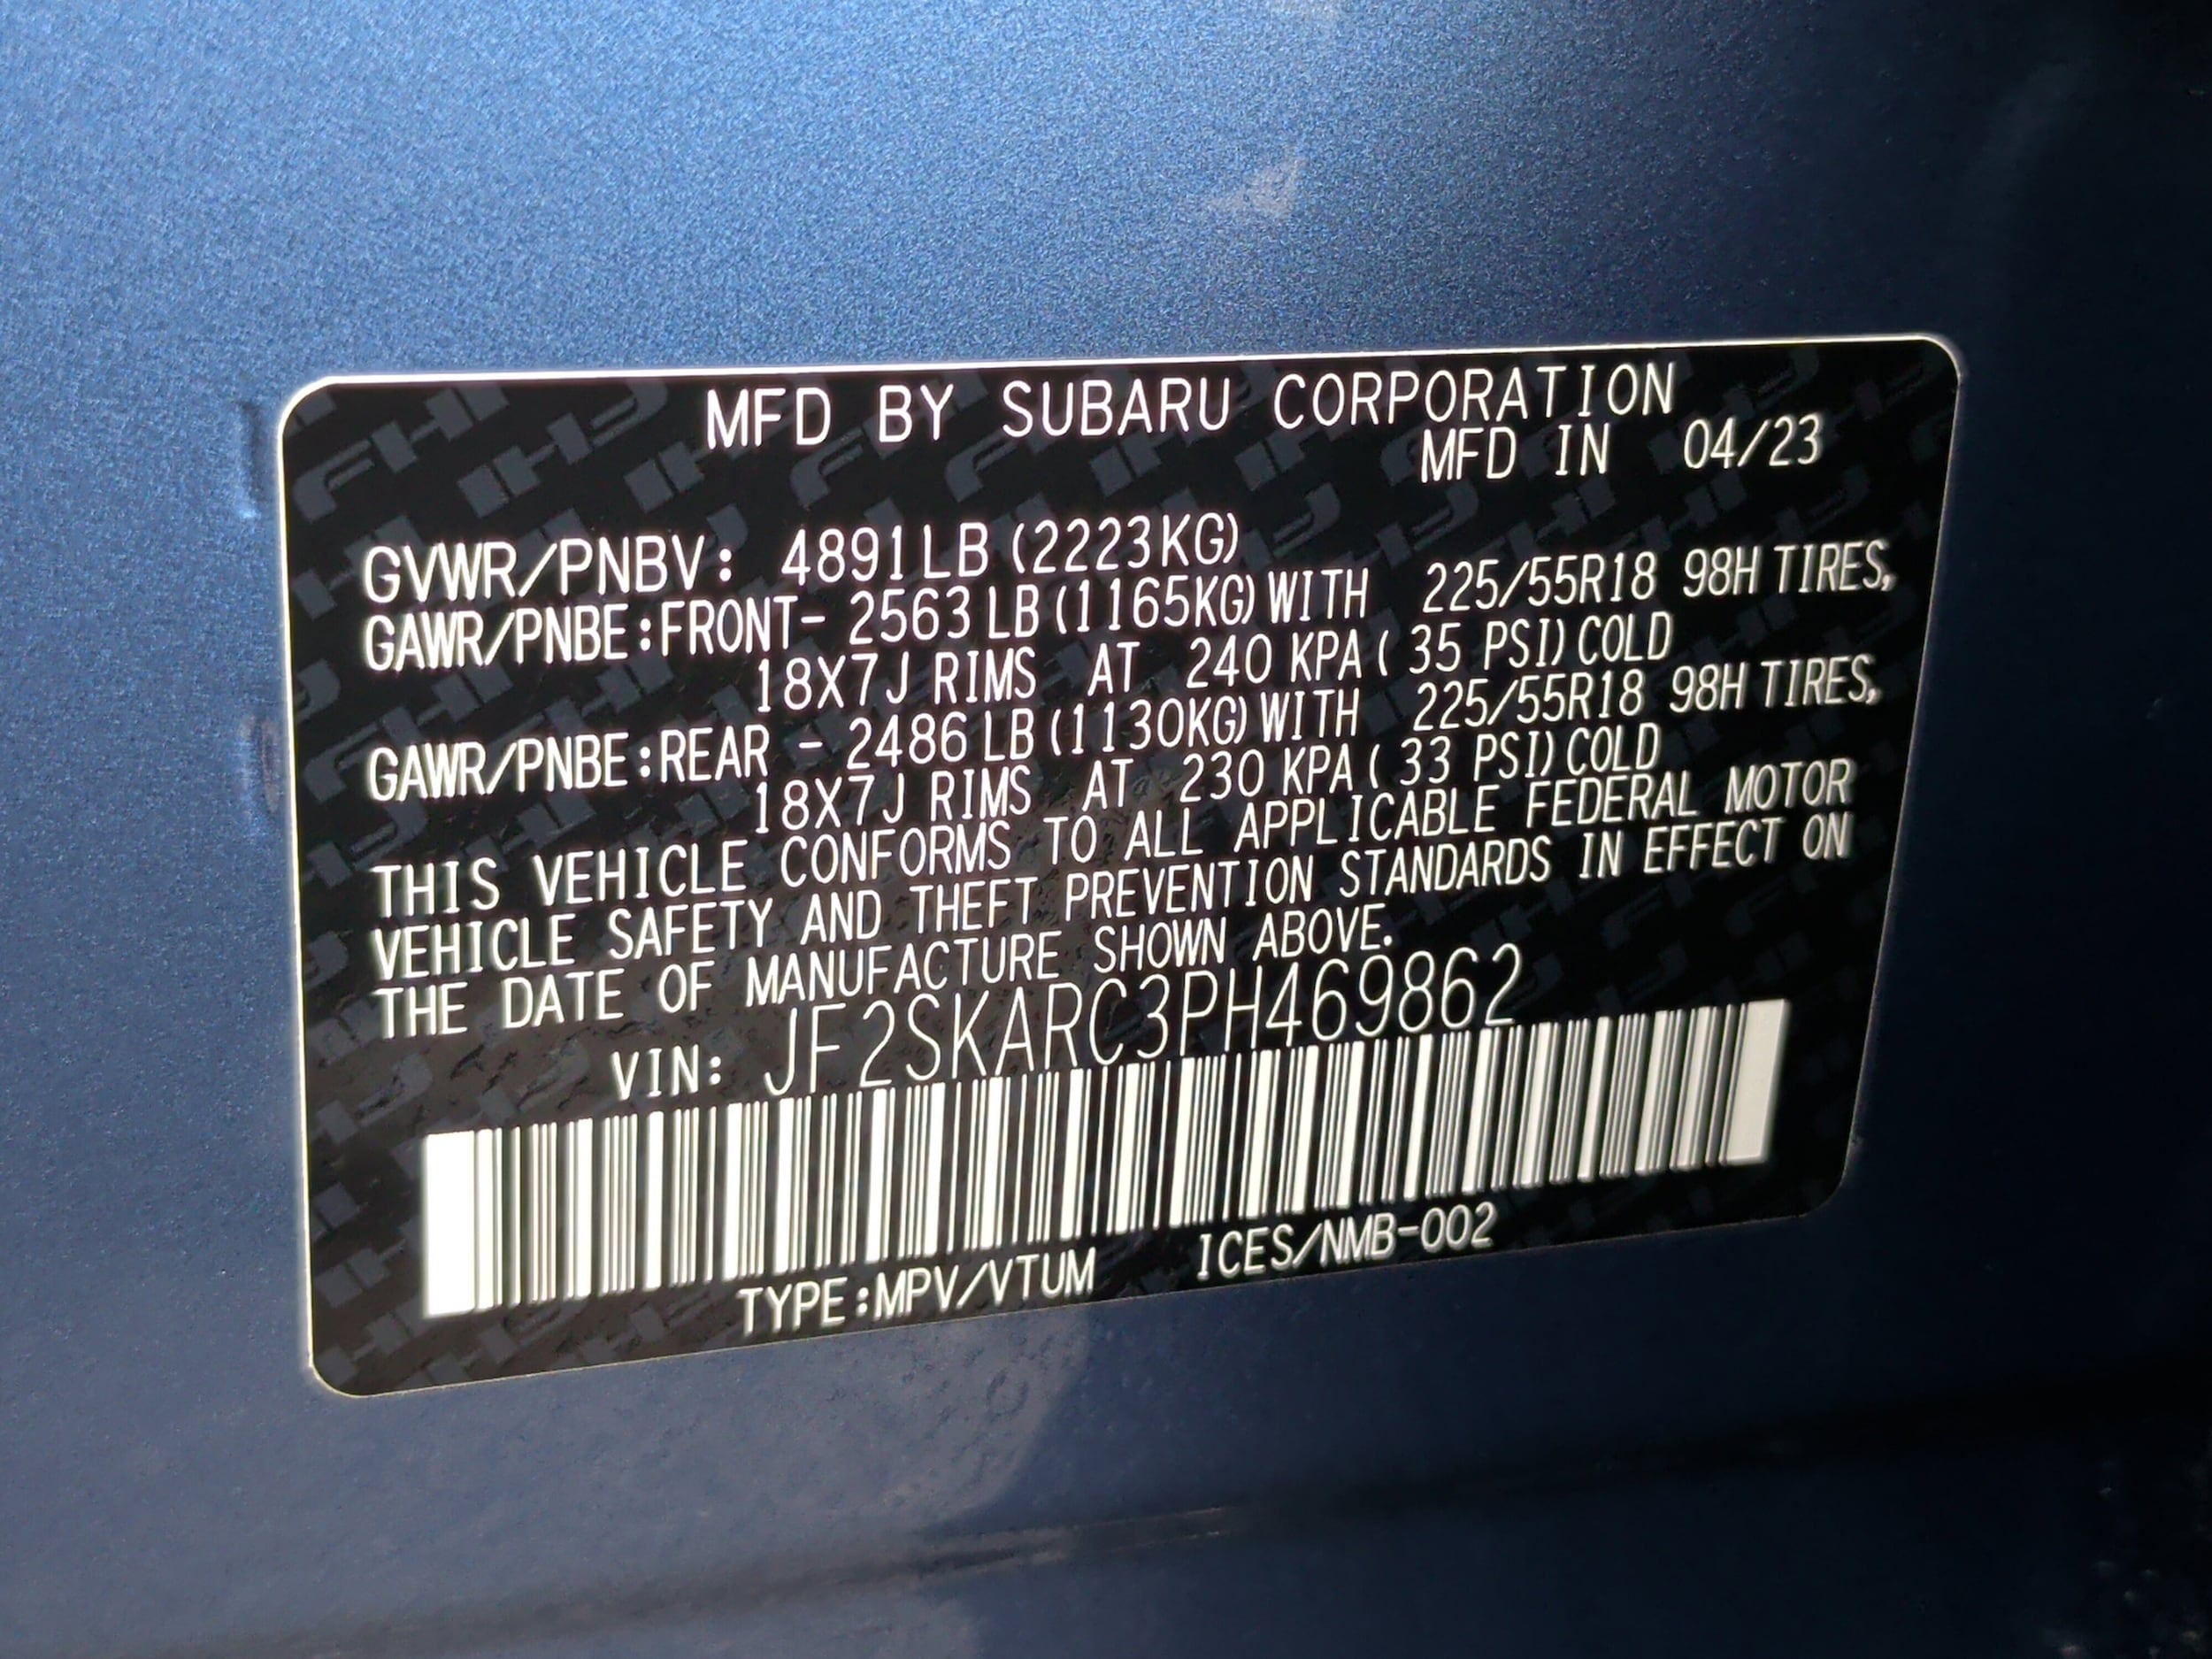 MFD BY SUBARU CORPORATION
MFD IN 04/23
GVWR/PNBV: 4891LB (2223KG)
GAWR/PNBE:FRONT- 2563 LB (1165KG) WITH 225/55R18 98H TIRES,
18X7J RIMS AT 240 KPA ( 35 PSI) COLD
GAWR/PNBE:REAR - 2486 LB (1130KG) WITH 225/55R18 98H TIRES,
18X7J RIMS AT 230 KPA ( 33 PSI) COLD
THIS VEHICLE CONFORMS TO ALL APPLICABLE FEDERAL MOTOR
VEHICLE SAFETY AND THEFT PREVENTION STANDARDS IN EFFECT ON
THE DATE OF MANUFACTURE SHOWN ABOVE.
VIN: JF2SKARC3PH469862
TYPE:MPV/VTUM ICES/NMB-002